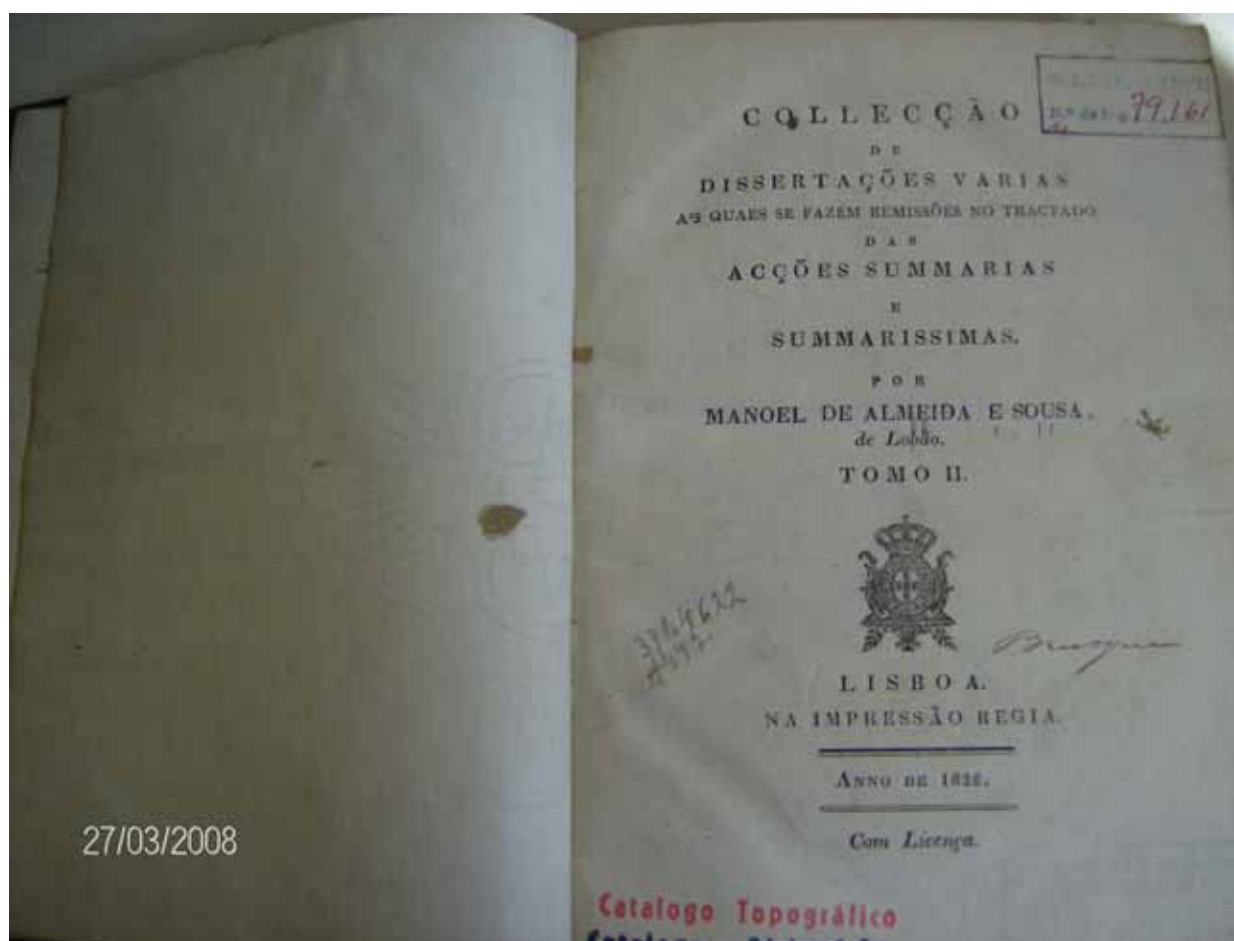 79.161
COLLECÇÃO
DE
DISSERTAÇÕES VARIAS
AS QUAES SE FAZEM REMISSÕES NO TRACTADO
DAS
ACÇÕES SUMMARIAS
E
SUMMARISSIMAS.
POR
MANOEL DE ALMEIDA E SOUSA,
de Lobão.
TOMO II.
LISBOA.
NA IMPRESSÃO REGIA.
ANNO DE
Com Licença.
27/03/2008
Catalogo Topográfico